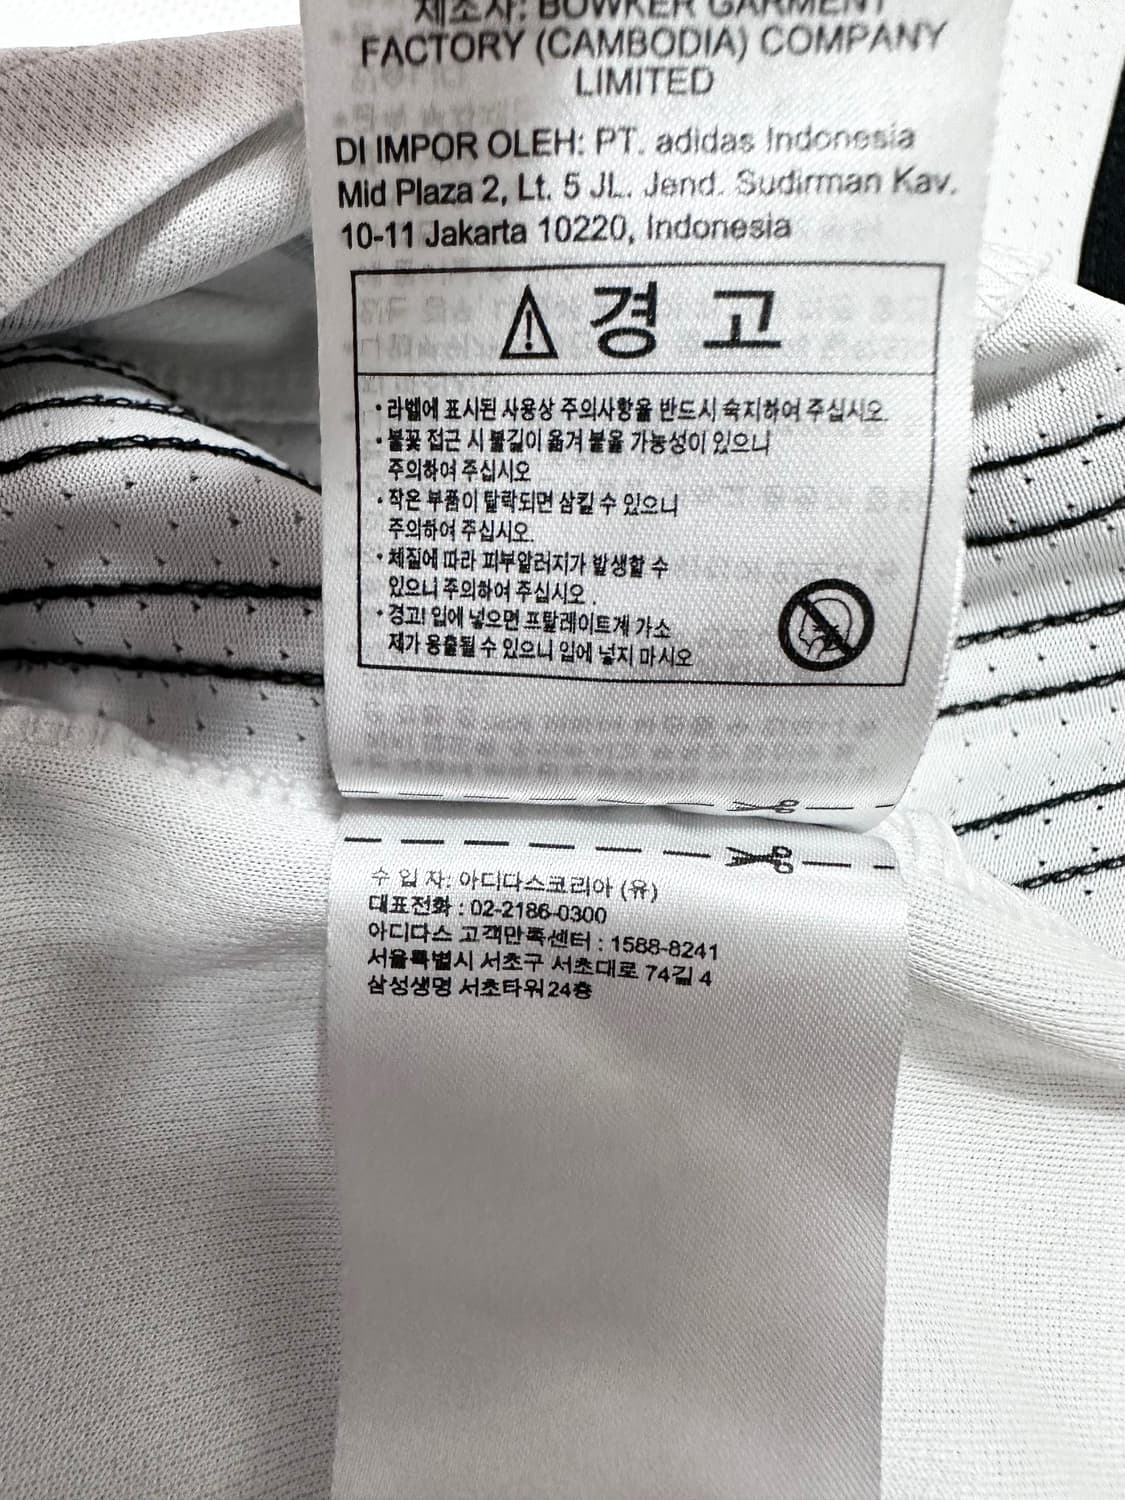 제조자: BOWKER GARMENT
FACTORY (CAMBODIA) COMPANY
LIMITED
DI IMPOR OLEH: PT. adidas Indonesia
Mid Plaza 2, Lt. 5 JL. Jend. Sudirman Kav.
10-11 Jakarta 10220, Indonesia
경고
• 라벨에 표시된 사용상 주의사항을 반드시 숙지하여 주십시오.
• 불꽃 접근 시 불길이 옮겨 붙을 가능성이 있으니
주의하여 주십시오
• 작은 부품이 탈락되면 삼킬 수 있으니
주의하여 주십시오.
• 체질에 따라 피부알러지가 발생할 수
있으니 주의하여 주십시오 .
• 경고! 입에 넣으면 프탈레이트계 가소
제가 용출될 수 있으니 입에 넣지 마시오
수 입 자: 아디다스코리아 (유)
대표전화 : 02-2186-0300
아디다스 고객만족센터 : 1588-8241
서울특별시 서초구 서초대로 74길 4
삼성생명 서초타워 24층